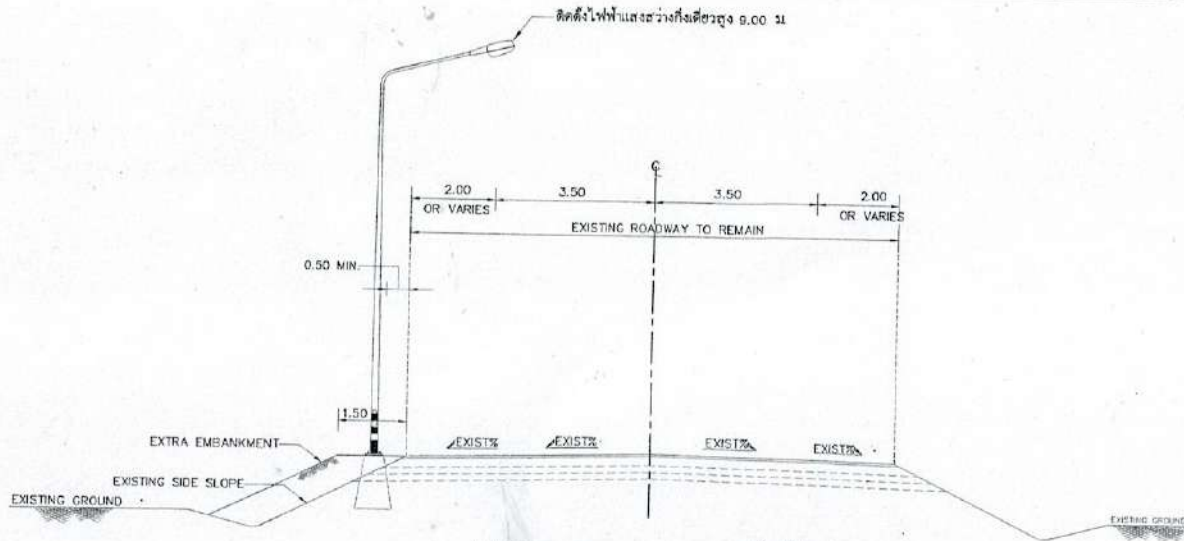 ติดตั้งไฟฟ้าแสงสว่างกิ่งเดี่ยวสูง 9.00 ม
℄
2.00 3.50 3.50 2.00
OR VARIES OR VARIES
EXISTING ROADWAY TO REMAIN
0.50 MIN.
1.50
EXTRA EMBANKMENT
EXIST% EXIST% EXIST% EXIST%
EXISTING SIDE SLOPE
EXISTING GROUND
EXISTING GROUND